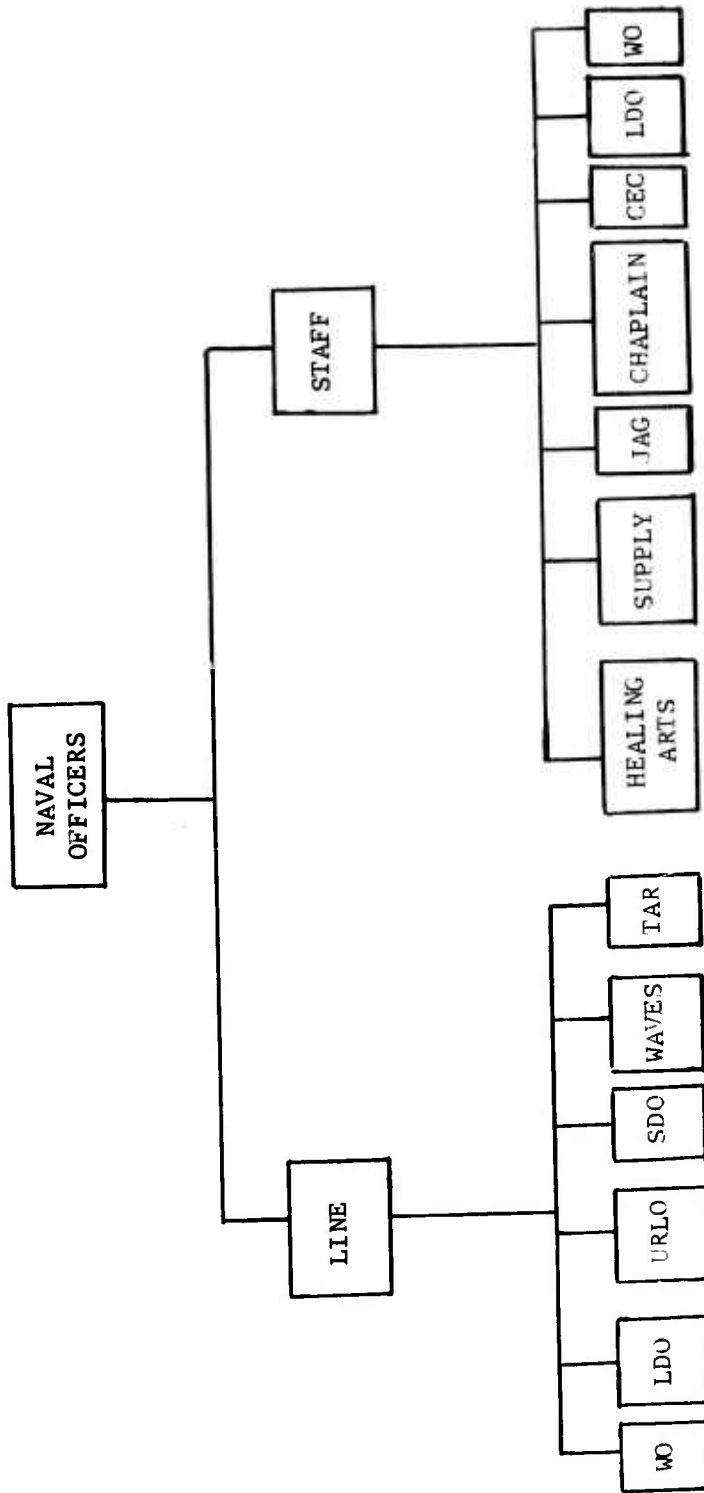 NAVAL
OFFICERS
LINE
STAFF
WO
LDO
URLO
SDO
WAVES
TAR
HEALING
ARTS
SUPPLY
JAG
CHAPLAIN
CEC
LDO
WO